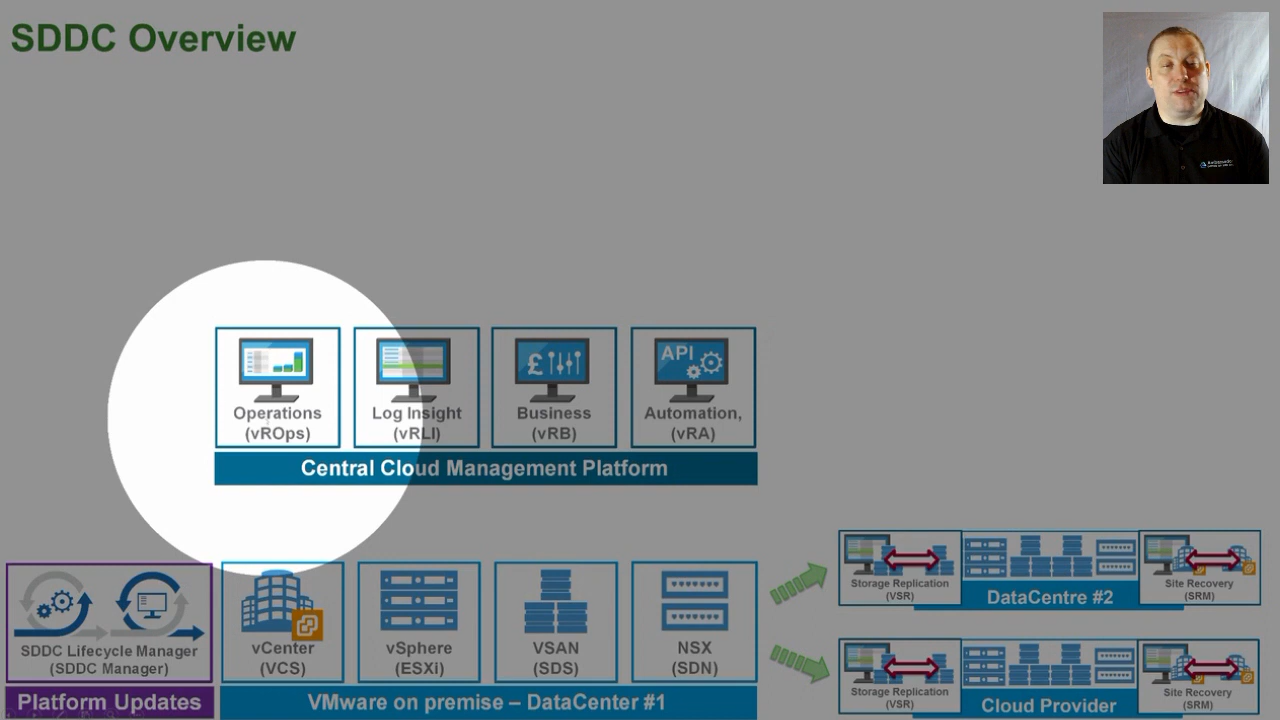 SDDC Overview
Operations
(vROps)
Log Insight
(vRLI)
£
Business
(vRB)
API
Automation,
(vRA)
Central Cloud Management Platform
SDDC Lifecycle Manager
(SDDC Manager)
Platform Updates
vCenter
(VCS)
vSphere
(ESXi)
VSAN
(SDS)
NSX
(SDN)
VMware on premise – DataCenter #1
Storage Replication
(VSR)
DataCentre #2
Site Recovery
(SRM)
Storage Replication
(VSR)
Cloud Provider
Site Recovery
(SRM)